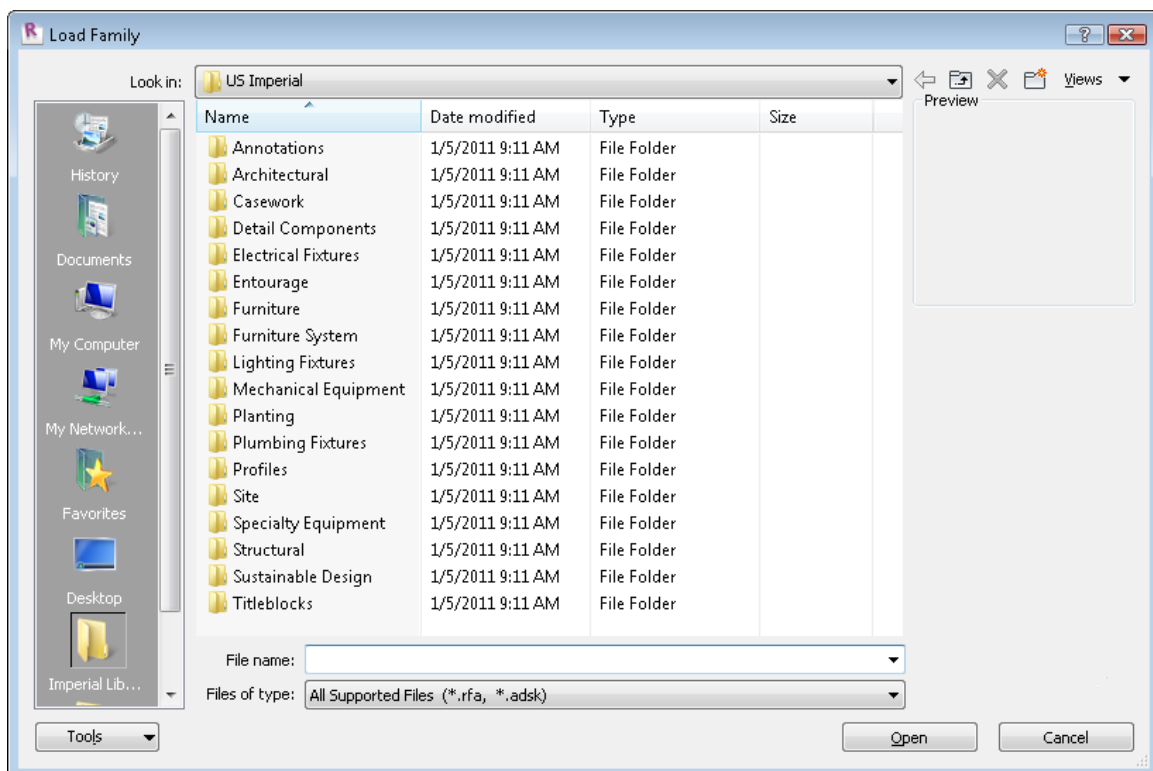 Load Family
Look in: US Imperial Views
Preview
Name Date modified Type Size
Annotations 1/5/2011 9:11 AM File Folder
Architectural 1/5/2011 9:11 AM File Folder
Casework 1/5/2011 9:11 AM File Folder
Detail Components 1/5/2011 9:11 AM File Folder
Electrical Fixtures 1/5/2011 9:11 AM File Folder
Entourage 1/5/2011 9:11 AM File Folder
Furniture 1/5/2011 9:11 AM File Folder
Furniture System 1/5/2011 9:11 AM File Folder
Lighting Fixtures 1/5/2011 9:11 AM File Folder
Mechanical Equipment 1/5/2011 9:11 AM File Folder
Planting 1/5/2011 9:11 AM File Folder
Plumbing Fixtures 1/5/2011 9:11 AM File Folder
Profiles 1/5/2011 9:11 AM File Folder
Site 1/5/2011 9:11 AM File Folder
Specialty Equipment 1/5/2011 9:11 AM File Folder
Structural 1/5/2011 9:11 AM File Folder
Sustainable Design 1/5/2011 9:11 AM File Folder
Titleblocks 1/5/2011 9:11 AM File Folder
History
Documents
My Computer
My Network...
Favorites
Desktop
Imperial Lib...
File name:
Files of type: All Supported Files (*.rfa, *.adsk)
Tools Open Cancel